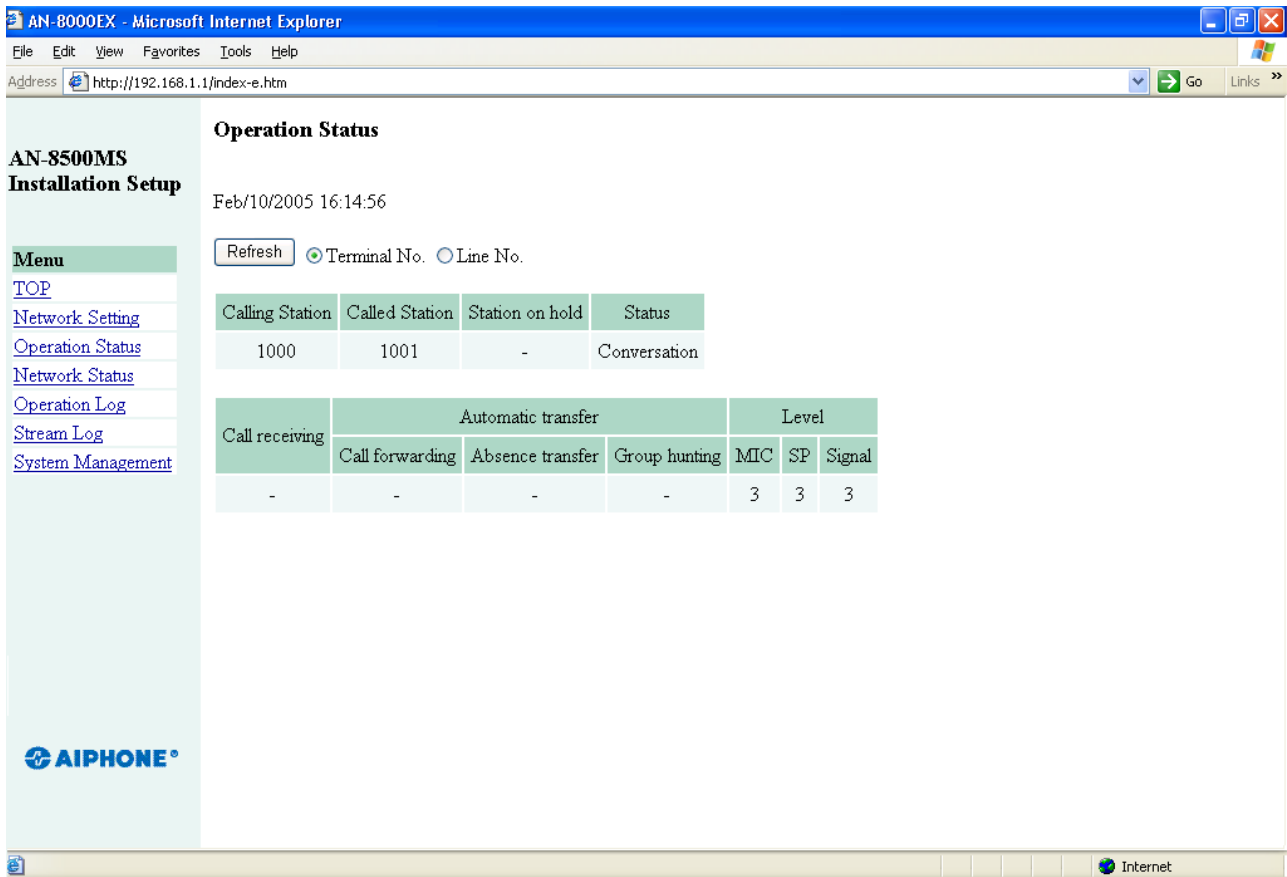 AN-8000EX - Microsoft Internet Explorer
File Edit View Favorites Tools Help
Address http://192.168.1.1/index-e.htm Go Links »
AN-8500MS
Installation Setup
Menu
TOP
Network Setting
Operation Status
Network Status
Operation Log
Stream Log
System Management
AIPHONE®
Operation Status
Feb/10/2005 16:14:56
Refresh Terminal No. Line No.
Calling Station Called Station Station on hold Status
1000 1001 - Conversation
Call receiving Automatic transfer Level
Call forwarding Absence transfer Group hunting MIC SP Signal
- - - - 3 3 3
Internet